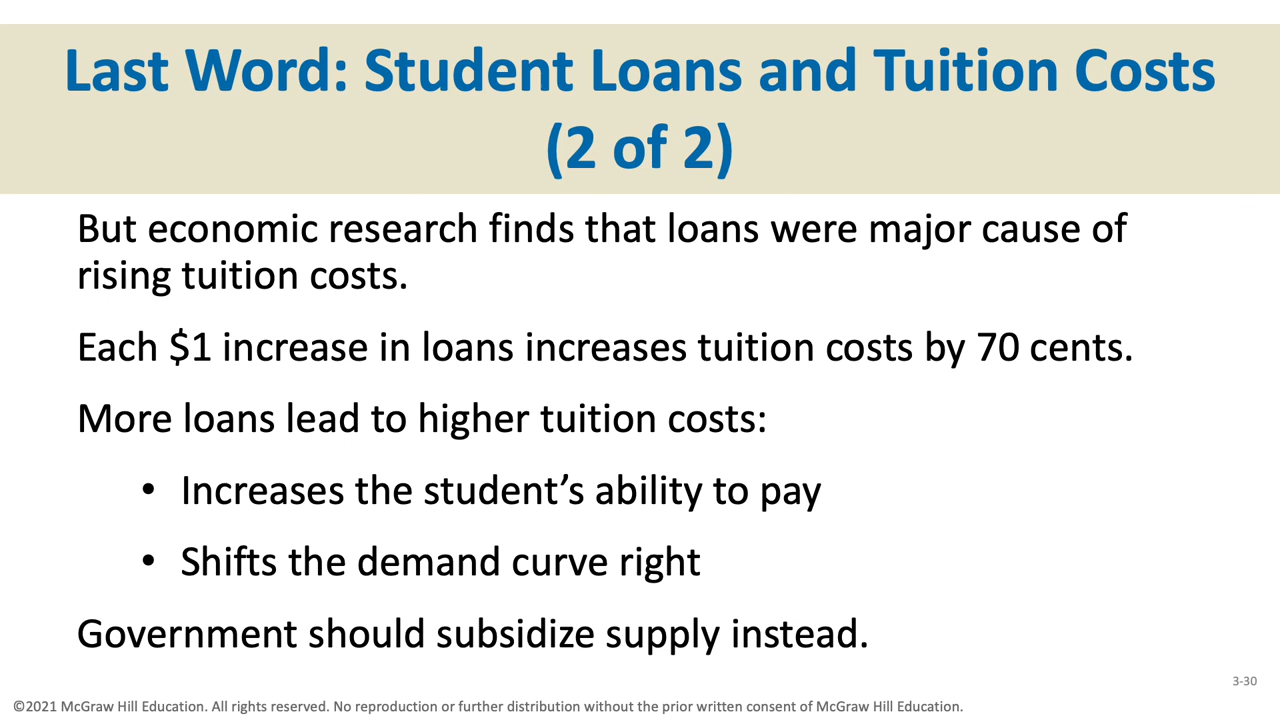 Last Word: Student Loans and Tuition Costs
(2 of 2)
But economic research finds that loans were major cause of
rising tuition costs.
Each $1 increase in loans increases tuition costs by 70 cents.
More loans lead to higher tuition costs:
• Increases the student’s ability to pay
• Shifts the demand curve right
Government should subsidize supply instead.
3-30
©2021 McGraw Hill Education. All rights reserved. No reproduction or further distribution without the prior written consent of McGraw Hill Education.